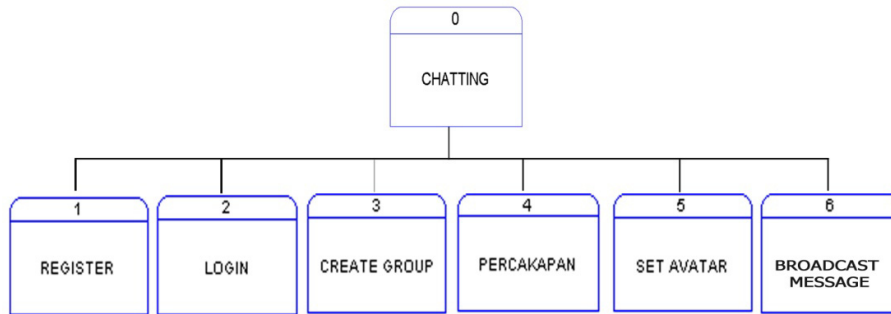 0
CHATTING
1
REGISTER
2
LOGIN
3
CREATE GROUP
4
PERCAKAPAN
5
SET AVATAR
6
BROADCAST
MESSAGE